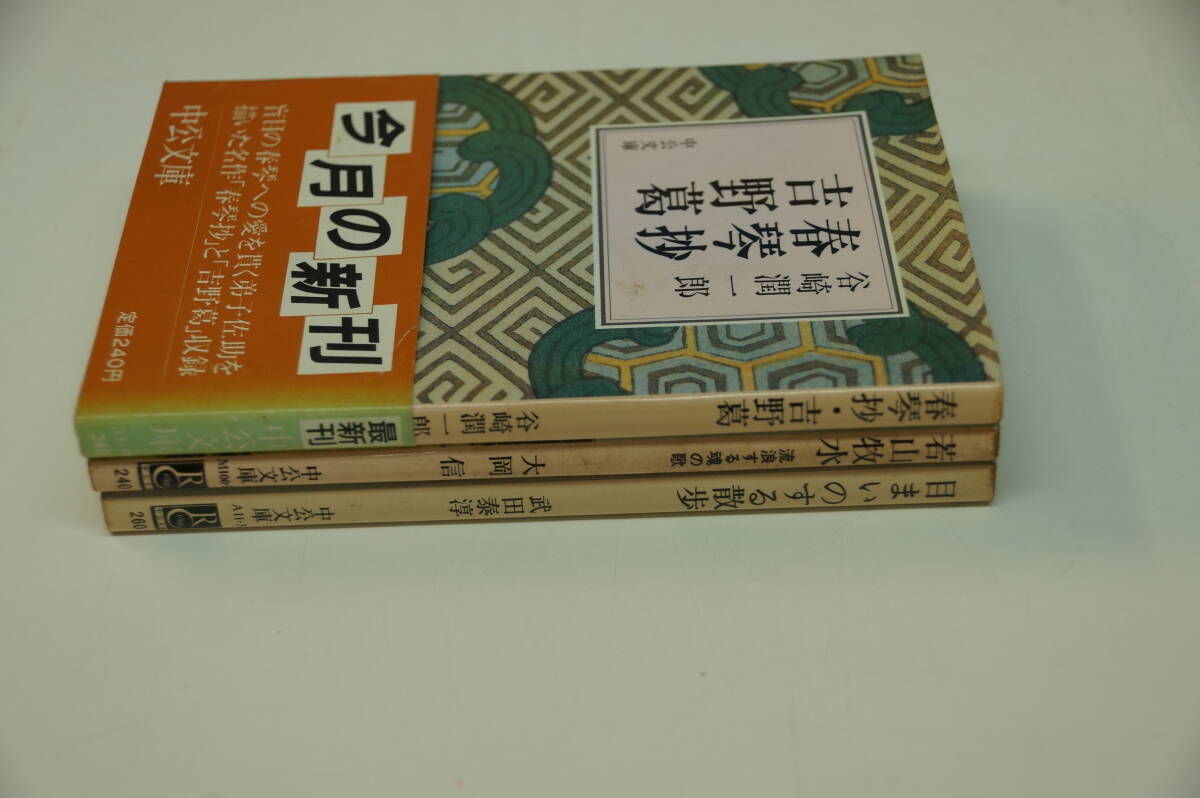 中公文庫
春琴抄
吉野葛
谷崎潤一郎
今月の新刊
盲目の春琴への愛を貫く弟子佐助を
描いた名作「春琴抄」と「吉野葛」収録
中公文庫
定価240円
春琴抄・吉野葛
谷崎潤一郎
最新刊
中公文庫
若山牧水
流浪する魂の歌
大岡信
中公文庫
M100
240
目まいのする散歩
武田泰淳
中公文庫
260